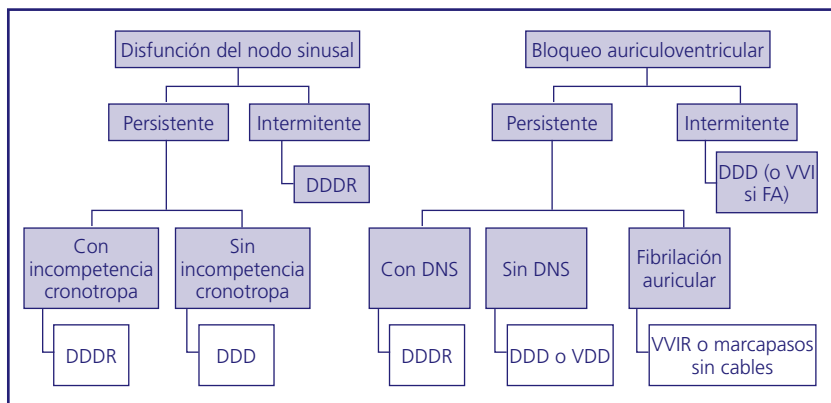 Disfunción del nodo sinusal
Persistente
Intermitente
DDDR
Con
incompetencia
cronotropa
DDDR
Sin
incompetencia
cronotropa
DDD
Bloqueo auriculoventricular
Persistente
Intermitente
DDD (o VVI
si FA)
Con DNS
DDDR
Sin DNS
DDD o VDD
Fibrilación
auricular
VVIR o marcapasos
sin cables